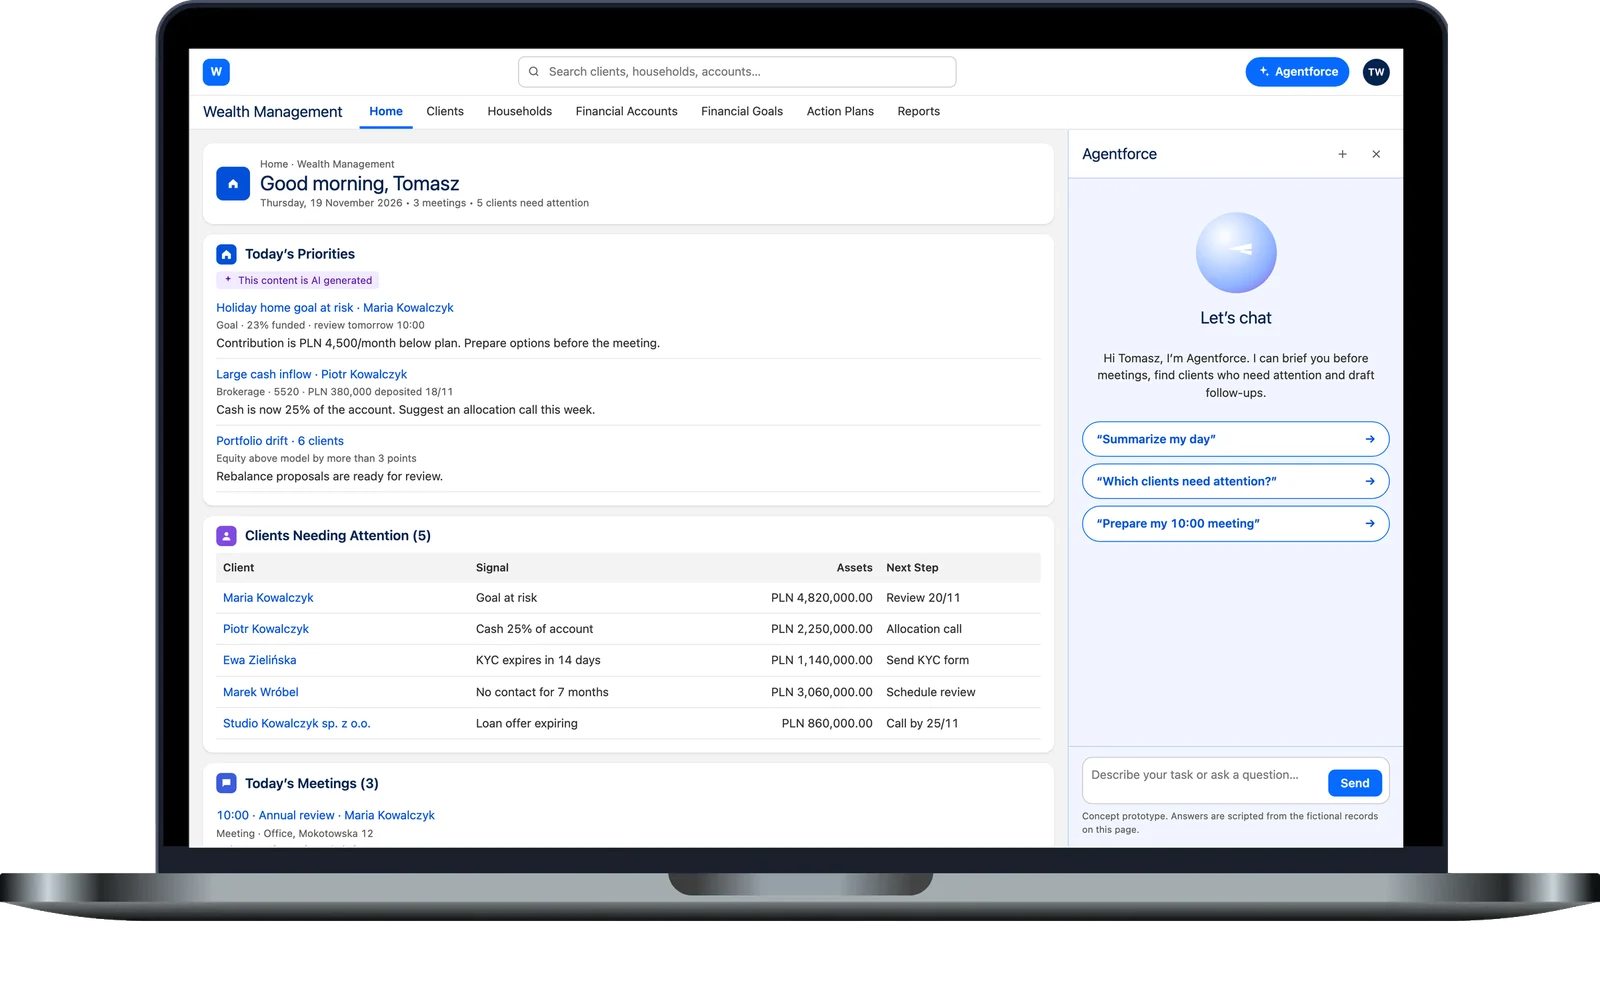 W
Search clients, households, accounts...
Agentforce
TW
Wealth Management
Home
Clients
Households
Financial Accounts
Financial Goals
Action Plans
Reports
Home · Wealth Management
Good morning, Tomasz
Thursday, 19 November 2026 • 3 meetings • 5 clients need attention
Today’s Priorities
This content is AI generated
Holiday home goal at risk · Maria Kowalczyk
Goal · 23% funded · review tomorrow 10:00
Contribution is PLN 4,500/month below plan. Prepare options before the meeting.
Large cash inflow · Piotr Kowalczyk
Brokerage · 5520 · PLN 380,000 deposited 18/11
Cash is now 25% of the account. Suggest an allocation call this week.
Portfolio drift · 6 clients
Equity above model by more than 3 points
Rebalance proposals are ready for review.
Clients Needing Attention (5)
Client Signal Assets Next Step
Maria Kowalczyk Goal at risk PLN 4,820,000.00 Review 20/11
Piotr Kowalczyk Cash 25% of account PLN 2,250,000.00 Allocation call
Ewa Zielińska KYC expires in 14 days PLN 1,140,000.00 Send KYC form
Marek Wróbel No contact for 7 months PLN 3,060,000.00 Schedule review
Studio Kowalczyk sp. z o.o. Loan offer expiring PLN 860,000.00 Call by 25/11
Today’s Meetings (3)
10:00 · Annual review · Maria Kowalczyk
Meeting · Office, Mokotowska 12
Agentforce
Let’s chat
Hi Tomasz, I’m Agentforce. I can brief you before
meetings, find clients who need attention and draft
follow-ups.
“Summarize my day”
“Which clients need attention?”
“Prepare my 10:00 meeting”
Describe your task or ask a question...
Send
Concept prototype. Answers are scripted from the fictional records
on this page.